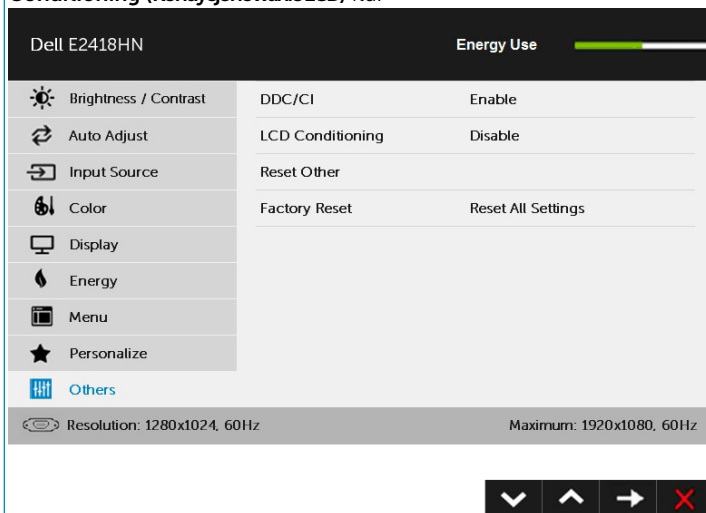 Dell E2418HN Energy Use
Brightness / Contrast DDC/CI Enable
Auto Adjust LCD Conditioning Disable
Input Source Reset Other
Color Factory Reset Reset All Settings
Display
Energy
Menu
Personalize
Others
Resolution: 1280x1024, 60Hz Maximum: 1920x1080, 60Hz